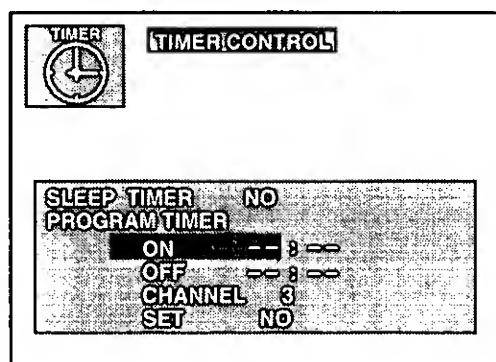 TIMER
TIMER CONTROL
SLEEP TIMER NO
PROGRAM TIMER
ON -- : --
OFF -- : --
CHANNEL 3
SET NO